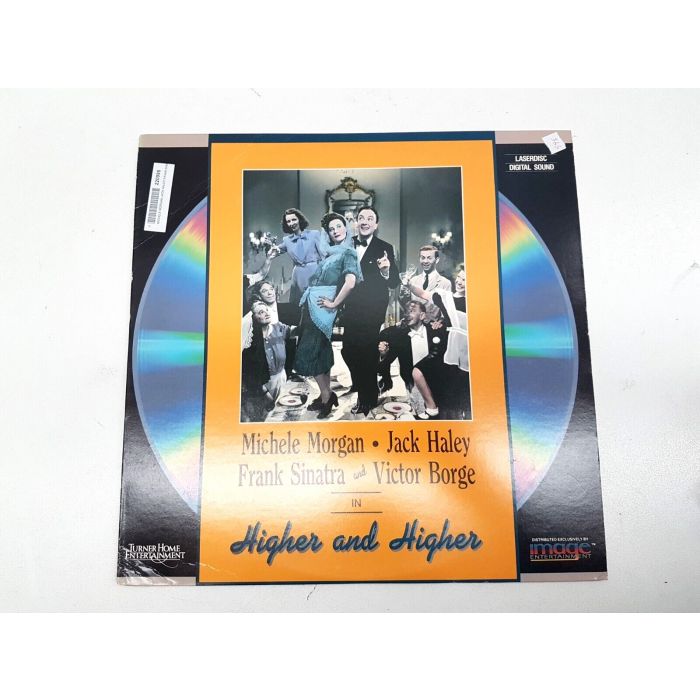 LASERDISC
DIGITAL SOUND
Michele Morgan • Jack Haley
Frank Sinatra and Victor Borge
IN
Higher and Higher
TURNER HOME
ENTERTAINMENT
DISTRIBUTED EXCLUSIVELY BY
image™
ENTERTAINMENT